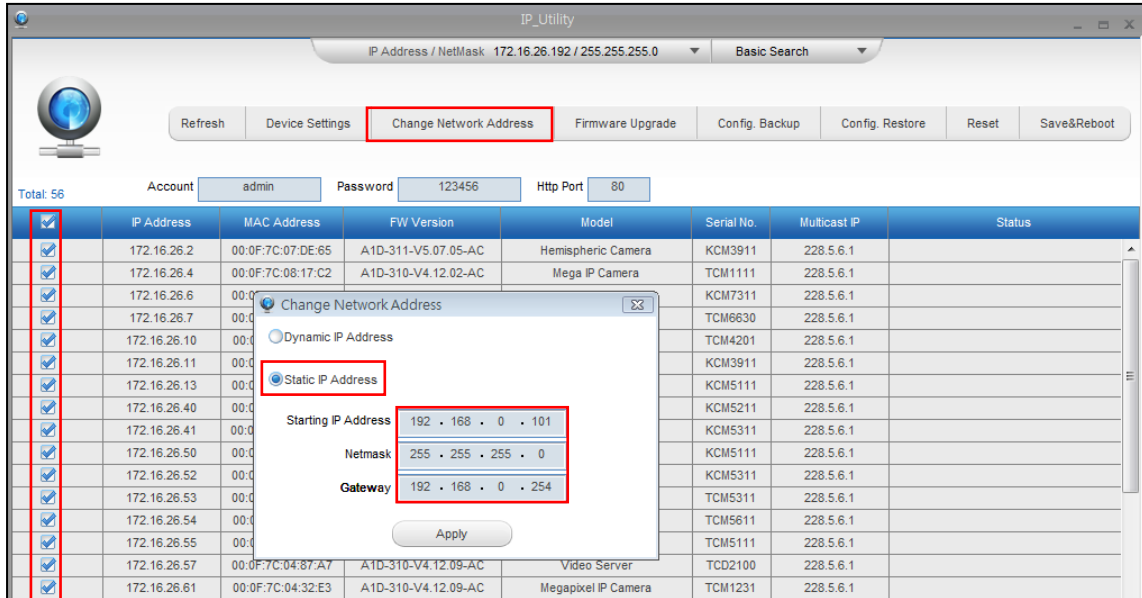 IP_Utility
IP Address / NetMask 172.16.26.192 / 255.255.255.0 Basic Search
Refresh Device Settings Change Network Address Firmware Upgrade Config. Backup Config. Restore Reset Save&Reboot
Total: 56 Account admin Password 123456 Http Port 80
IP Address MAC Address FW Version Model Serial No. Multicast IP Status
172.16.26.2 00:0F:7C:07:DE:65 A1D-311-V5.07.05-AC Hemispheric Camera KCM3911 228.5.6.1
172.16.26.4 00:0F:7C:08:17:C2 A1D-310-V4.12.02-AC Mega IP Camera TCM1111 228.5.6.1
172.16.26.6 KCM7311 228.5.6.1
172.16.26.7 TCM6630 228.5.6.1
172.16.26.10 TCM4201 228.5.6.1
172.16.26.11 KCM3911 228.5.6.1
172.16.26.13 KCM5111 228.5.6.1
172.16.26.40 KCM5211 228.5.6.1
172.16.26.41 KCM5311 228.5.6.1
172.16.26.50 KCM5111 228.5.6.1
172.16.26.52 KCM5311 228.5.6.1
172.16.26.53 TCM5311 228.5.6.1
172.16.26.54 TCM5611 228.5.6.1
172.16.26.55 TCM5111 228.5.6.1
172.16.26.57 00:0F:7C:04:87:A7 A1D-310-V4.12.09-AC Video Server TCD2100 228.5.6.1
172.16.26.61 00:0F:7C:04:32:E3 A1D-310-V4.12.09-AC Megapixel IP Camera TCM1231 228.5.6.1
Change Network Address
Dynamic IP Address
Static IP Address
Starting IP Address 192 . 168 . 0 . 101
Netmask 255 . 255 . 255 . 0
Gateway 192 . 168 . 0 . 254
Apply